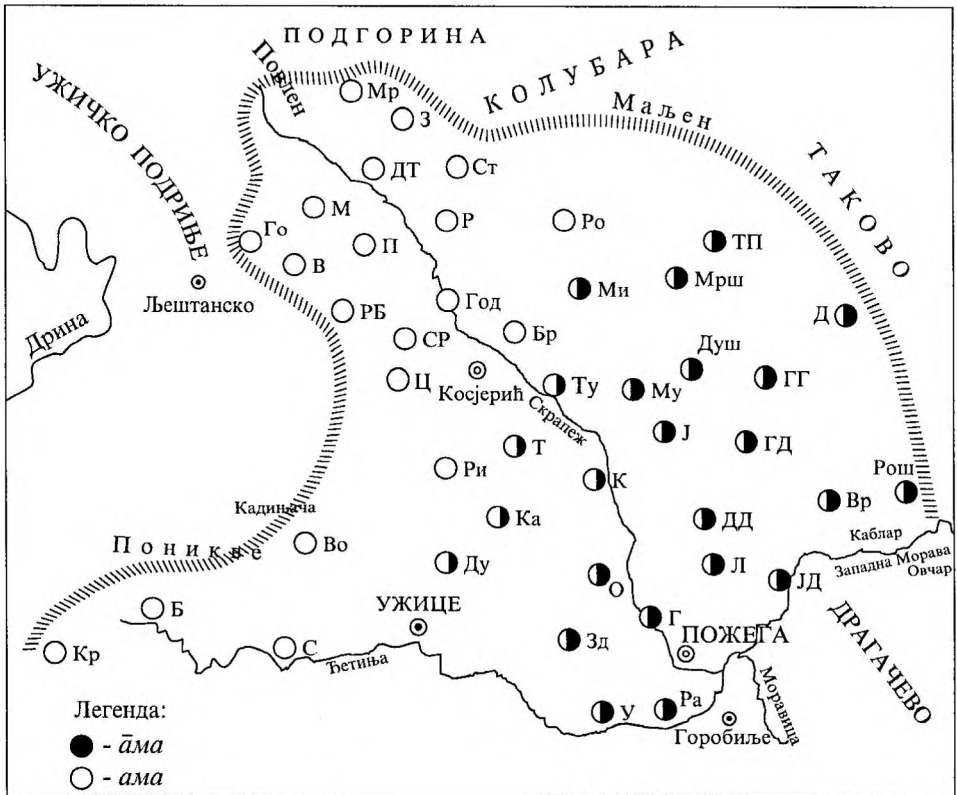 ПОДГОРИНА
КОЛУБАРА
УЖИЧКО ПОДРИЊЕ
Повлен
Маљен
ТАКОВО
Мр
З
ДТ
Ст
М
Р
Ро
Го
П
ТП
В
Мрш
Љештанско
Ми
Год
РБ
Д
Дрина
СР
Бр
Душ
Ц
Косјерић
Ту
Му
ГГ
Скрапеж
Ј
Т
ГД
Ри
К
Рош
Кадињача
Ка
ДД
Вр
Поникве
Во
Каблар
Ду
О
Л
Западна Морава
Овчар
ЈД
Б
УЖИЦЕ
Г
ДРАГАЧЕВО
Кр
С
Ђетиња
Зд
ПОЖЕГА
Моравица
У
Ра
Горобиље
Легенда:
- āма
- ама